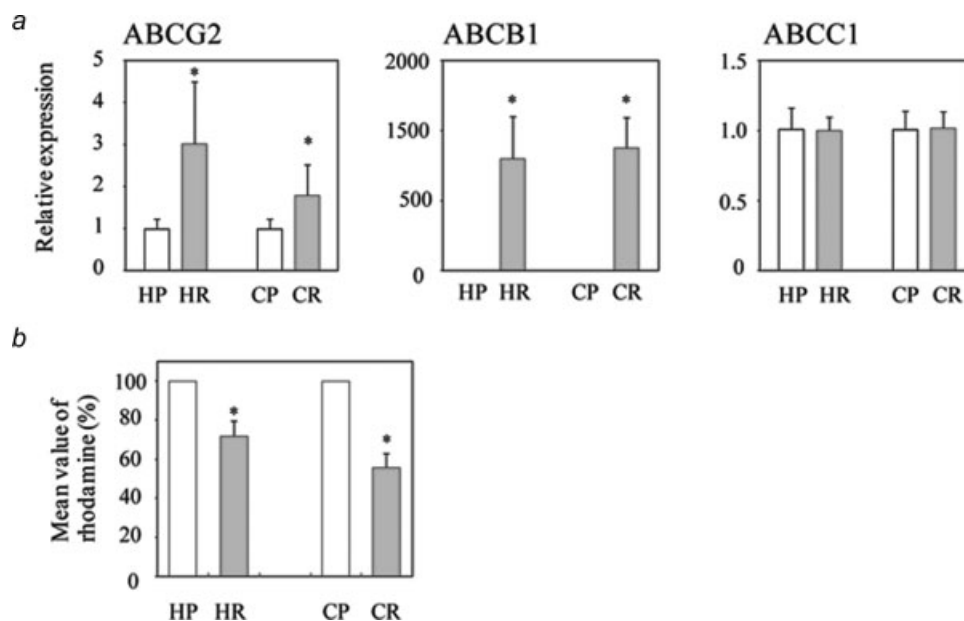 a
ABCG2
ABCB1
ABCC1
Relative expression
5
4
3
2
1
0
*
*
HP HR CP CR
2000
1500
500
0
*
*
HP HR CP CR
1.5
1.0
0.5
0
HP HR CP CR
b
Mean value of
rhodamine (%)
100
80
60
40
20
0
*
*
HP HR CP CR